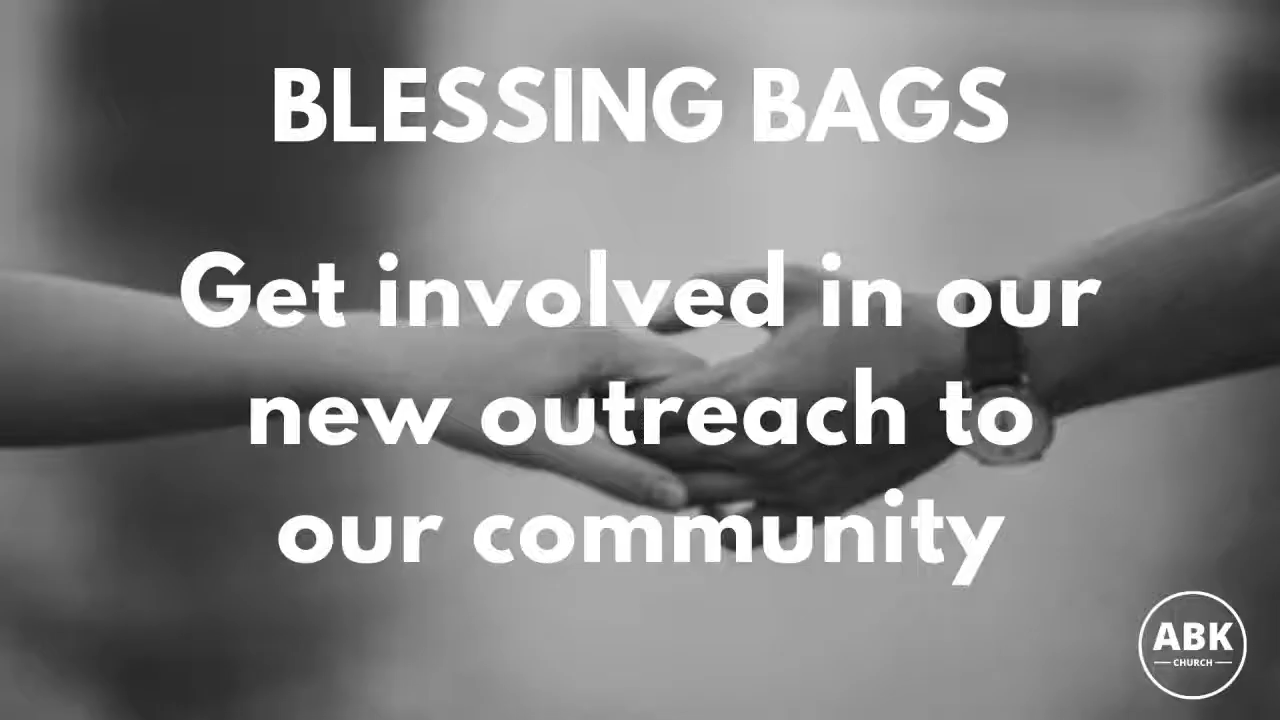 BLESSING BAGS
Get involved in our
new outreach to
our community
ABK
CHURCH